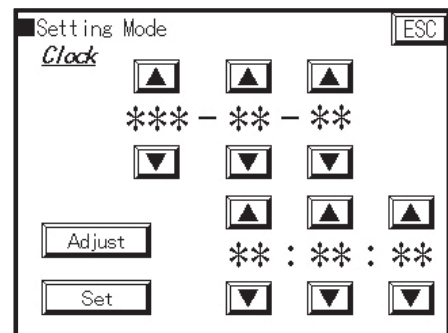 ■Setting Mode
ESC
Clock
*** - ** - **
Adjust
** : ** : **
Set